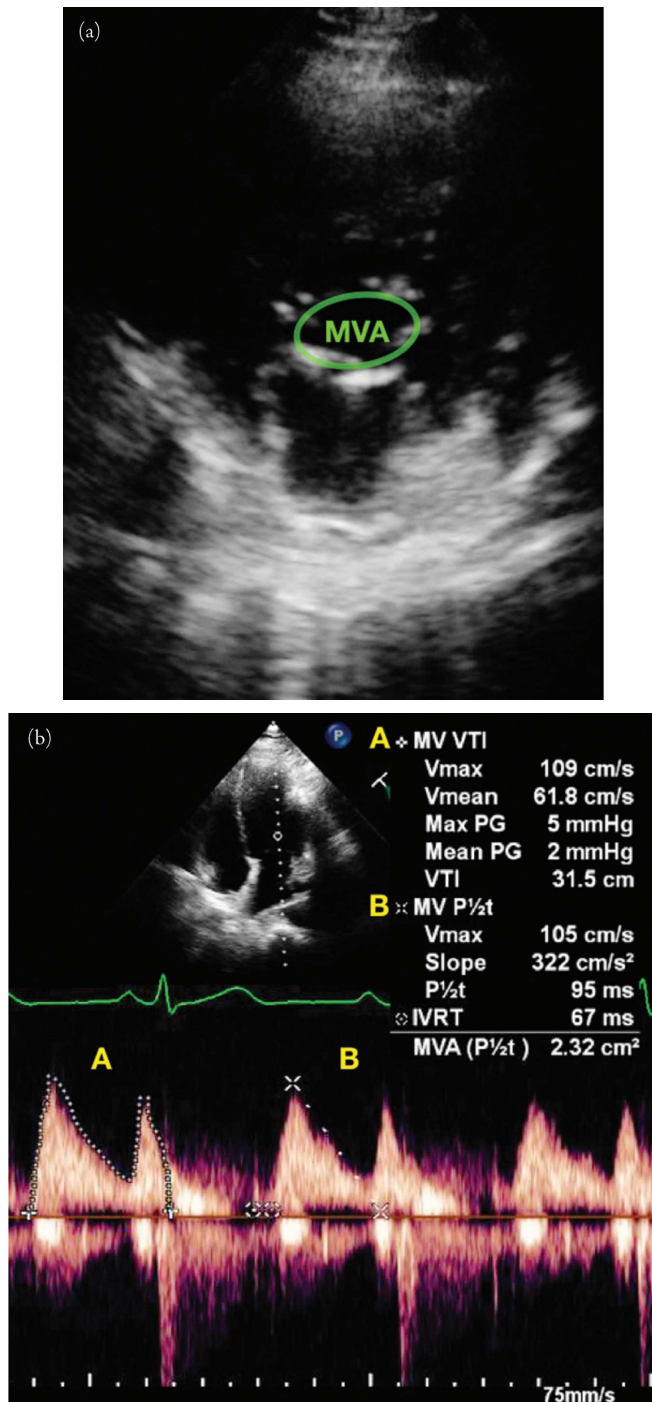 (a)
MVA
(b)
P
A MV VTI
Vmax 109 cm/s
Vmean 61.8 cm/s
Max PG 5 mmHg
Mean PG 2 mmHg
VTI 31.5 cm
B MV P½t
Vmax 105 cm/s
Slope 322 cm/s²
P½t 95 ms
IVRT 67 ms
MVA (P½t) 2.32 cm²
A B
75mm/s